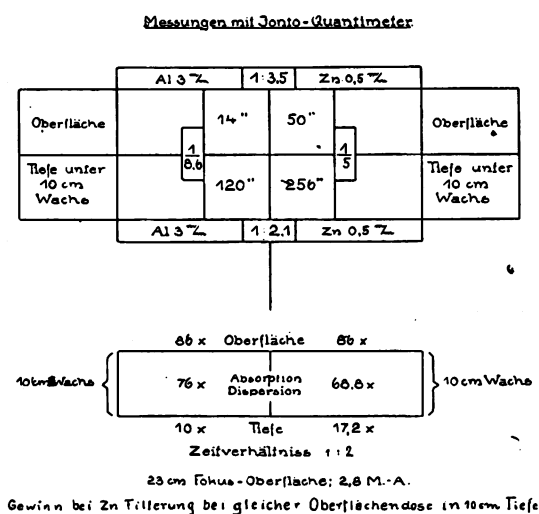 Messungen mit Jonto-Quantimeter.
Al 3 1:3.5 Zn 0,5
Oberfläche 14" 50" Oberfläche
1/8,6 1/5
Tiefe unter 10 cm Wachs 120" 256" Tiefe unter 10 cm Wachs
Al 3 1:2.1 Zn 0,5
86 x Oberfläche 86 x
10 cm Wachs 76 x Absorption 68,8 x 10 cm Wachs
Dispersion
10 x Tiefe 17,2 x
Zeitverhältniss 1:2
23 cm Fokus-Oberfläche; 2,8 M.-A.
Gewinn bei Zn Tilterung bei gleicher Oberflächendose in 10 cm Tiefe